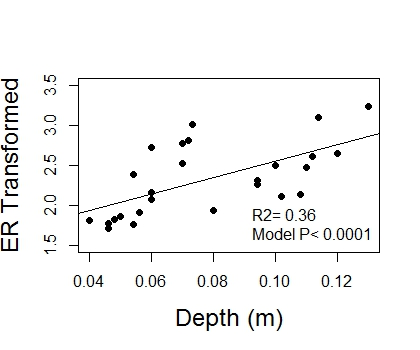 ER Transformed
3.5
3.0
2.5
2.0
1.5
R2= 0.36
Model P< 0.0001
0.04 0.06 0.08 0.10 0.12
Depth (m)